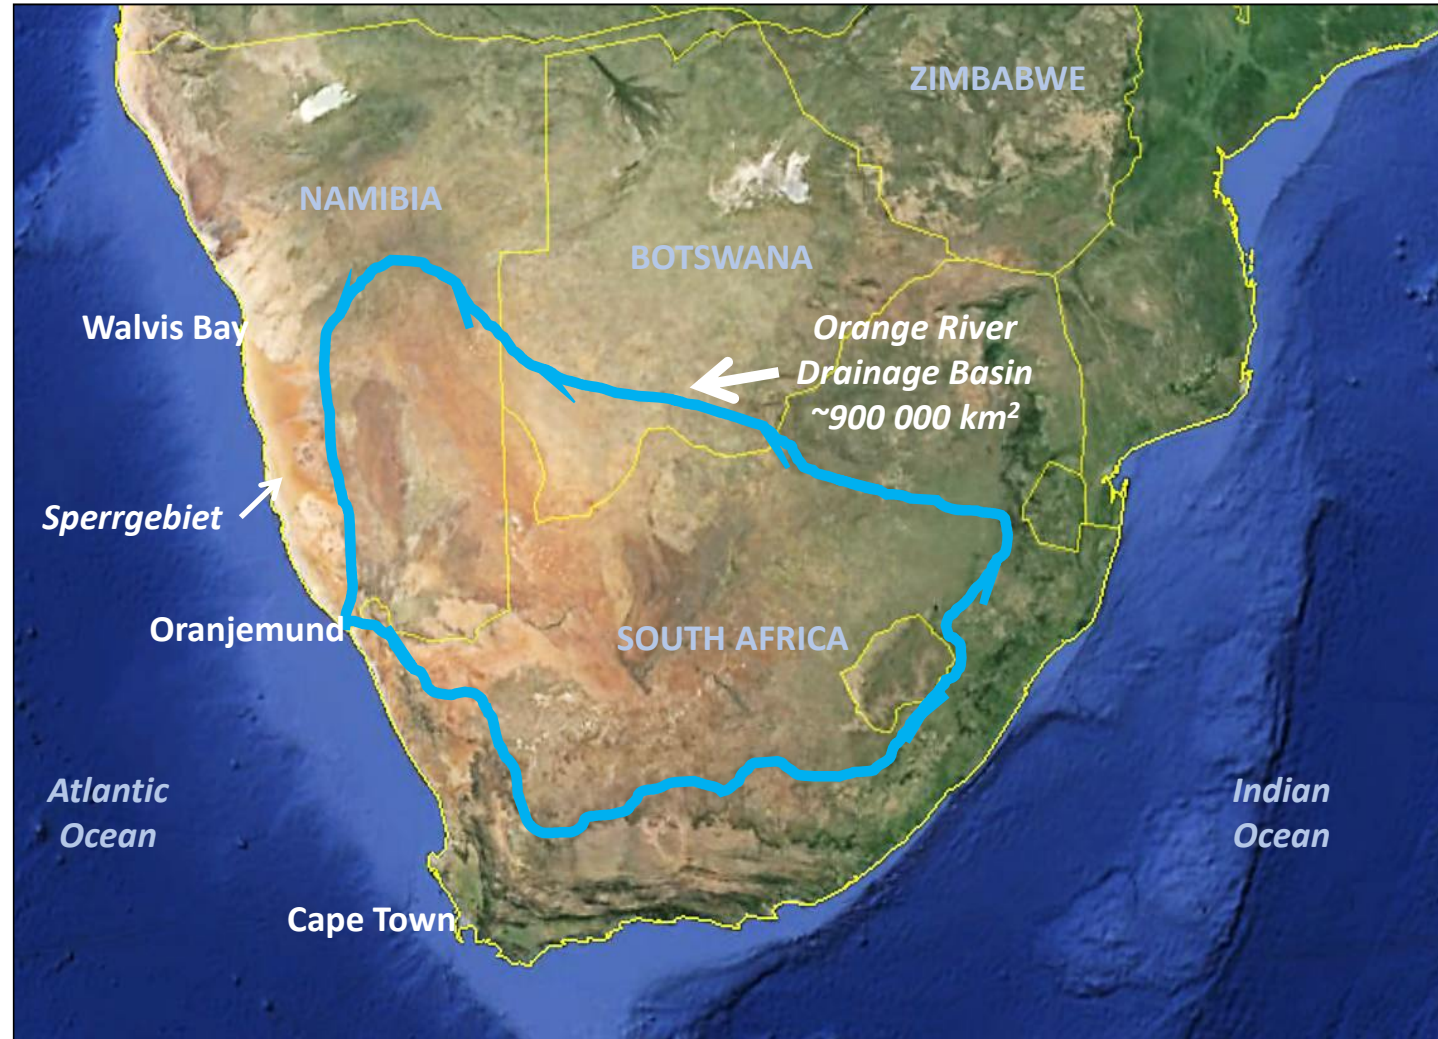 ZIMBABWE
NAMIBIA
BOTSWANA
Walvis Bay
Orange River
Drainage Basin
~900 000 km²
Sperrgebiet
Oranjemund
SOUTH AFRICA
Atlantic
Ocean
Indian
Ocean
Cape Town